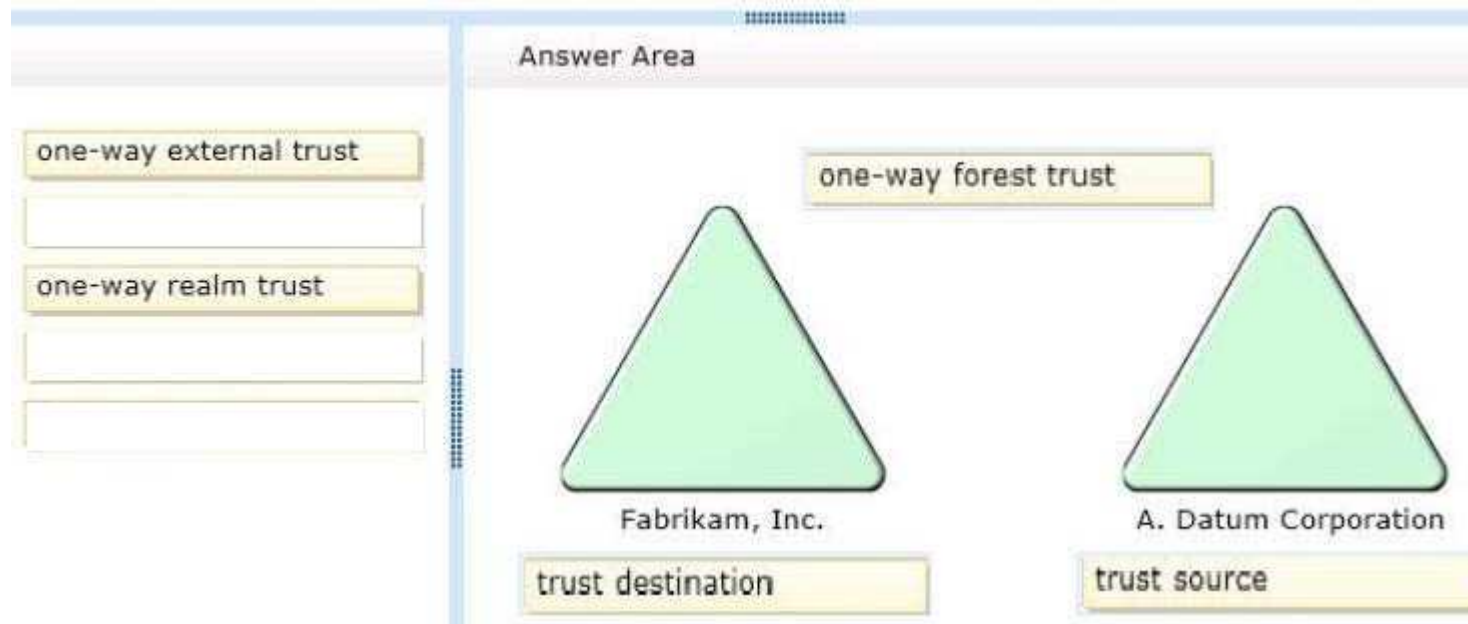 Answer Area
one-way external trust
one-way realm trust
one-way forest trust
Fabrikam, Inc.
A. Datum Corporation
trust destination
trust source